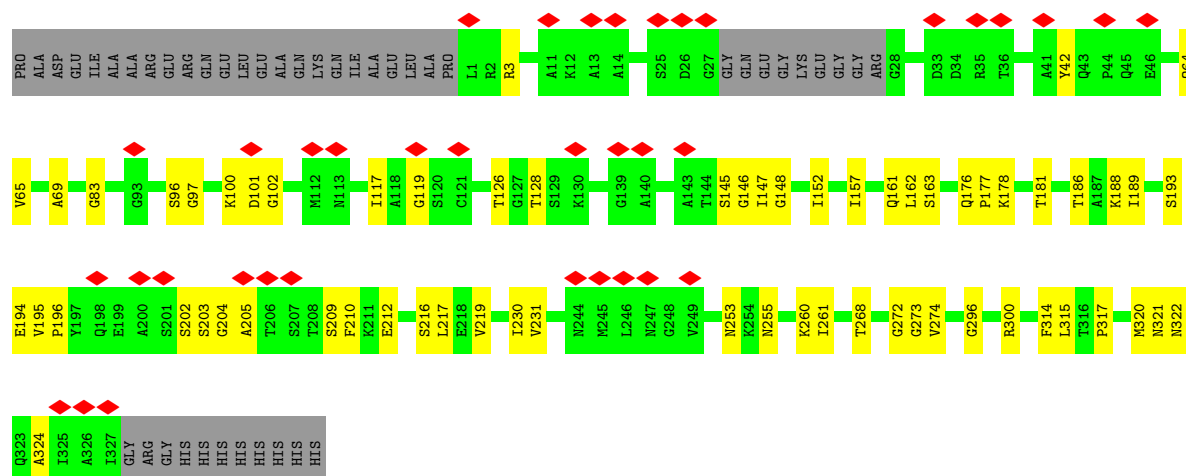 PRO ALA ASP GLU ILE ALA ALA ARG GLU ARG GLN GLU LEU GLU ALA GLN LYS GLN ILE ALA GLU LEU ALA PRO L1 R2 R3 A11 K12 A13 A14 S25 D26 G27 GLY GLN GLU GLY LYS GLU GLY GLY ARG G28 D33 D34 R35 T36 A41 Y42 Q43 P44 Q45 E46
V65 A69 G83 G93 S96 G97 K100 D101 G102 M112 N113 I117 A118 G119 S120 C121 T126 G127 T128 S129 K130 G139 A140 A143 T144 S145 G146 I147 G148 I152 I157 Q161 L162 S163 Q176 P177 K178 T181 T186 A187 K188 I189 S193
E194 V195 P196 Y197 Q198 E199 A200 S201 S202 S203 G204 A205 T206 S207 T208 S209 F210 K211 E212 S216 L217 E218 V219 I230 V231 N244 M245 L246 N247 G248 V249 N253 K254 N255 K260 I261 T268 G272 G273 V274 G296 R300 F314 L315 T316 P317 M320 N321 N322
Q323 A324 I325 A326 I327 GLY ARG GLY HIS HIS HIS HIS HIS HIS HIS HIS